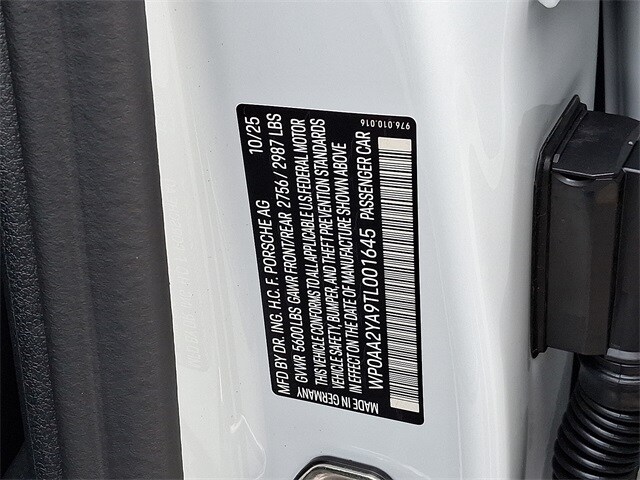 MFD BY DR. ING. H.C. F. PORSCHE AG 10/25
GVWR 5600 LBS GAWR FRONT/REAR 2756/2987 LBS
THIS VEHICLE CONFORMS TO ALL APPLICABLE U.S.FEDERAL MOTOR
VEHICLE SAFETY, BUMPER, AND THEFT PREVENTION STANDARDS
IN EFFECT ON THE DATE OF MANUFACTURE SHOWN ABOVE
WP0AA2YA9TL001645 PASSENGER CAR
MADE IN GERMANY
976.010.016